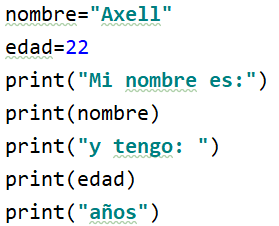 nombre="Axell"
edad=22
print("Mi nombre es:")
print(nombre)
print("y tengo: ")
print(edad)
print("años")